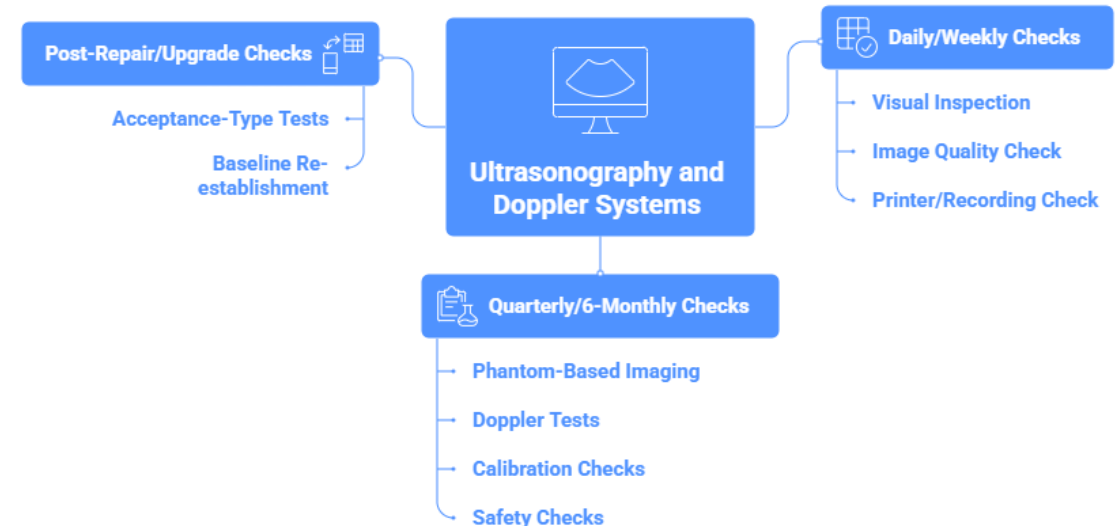 Post-Repair/Upgrade Checks
Acceptance-Type Tests
Baseline Re-
establishment
Ultrasonography and
Doppler Systems
Daily/Weekly Checks
Visual Inspection
Image Quality Check
Printer/Recording Check
Quarterly/6-Monthly Checks
Phantom-Based Imaging
Doppler Tests
Calibration Checks
Safety Checks